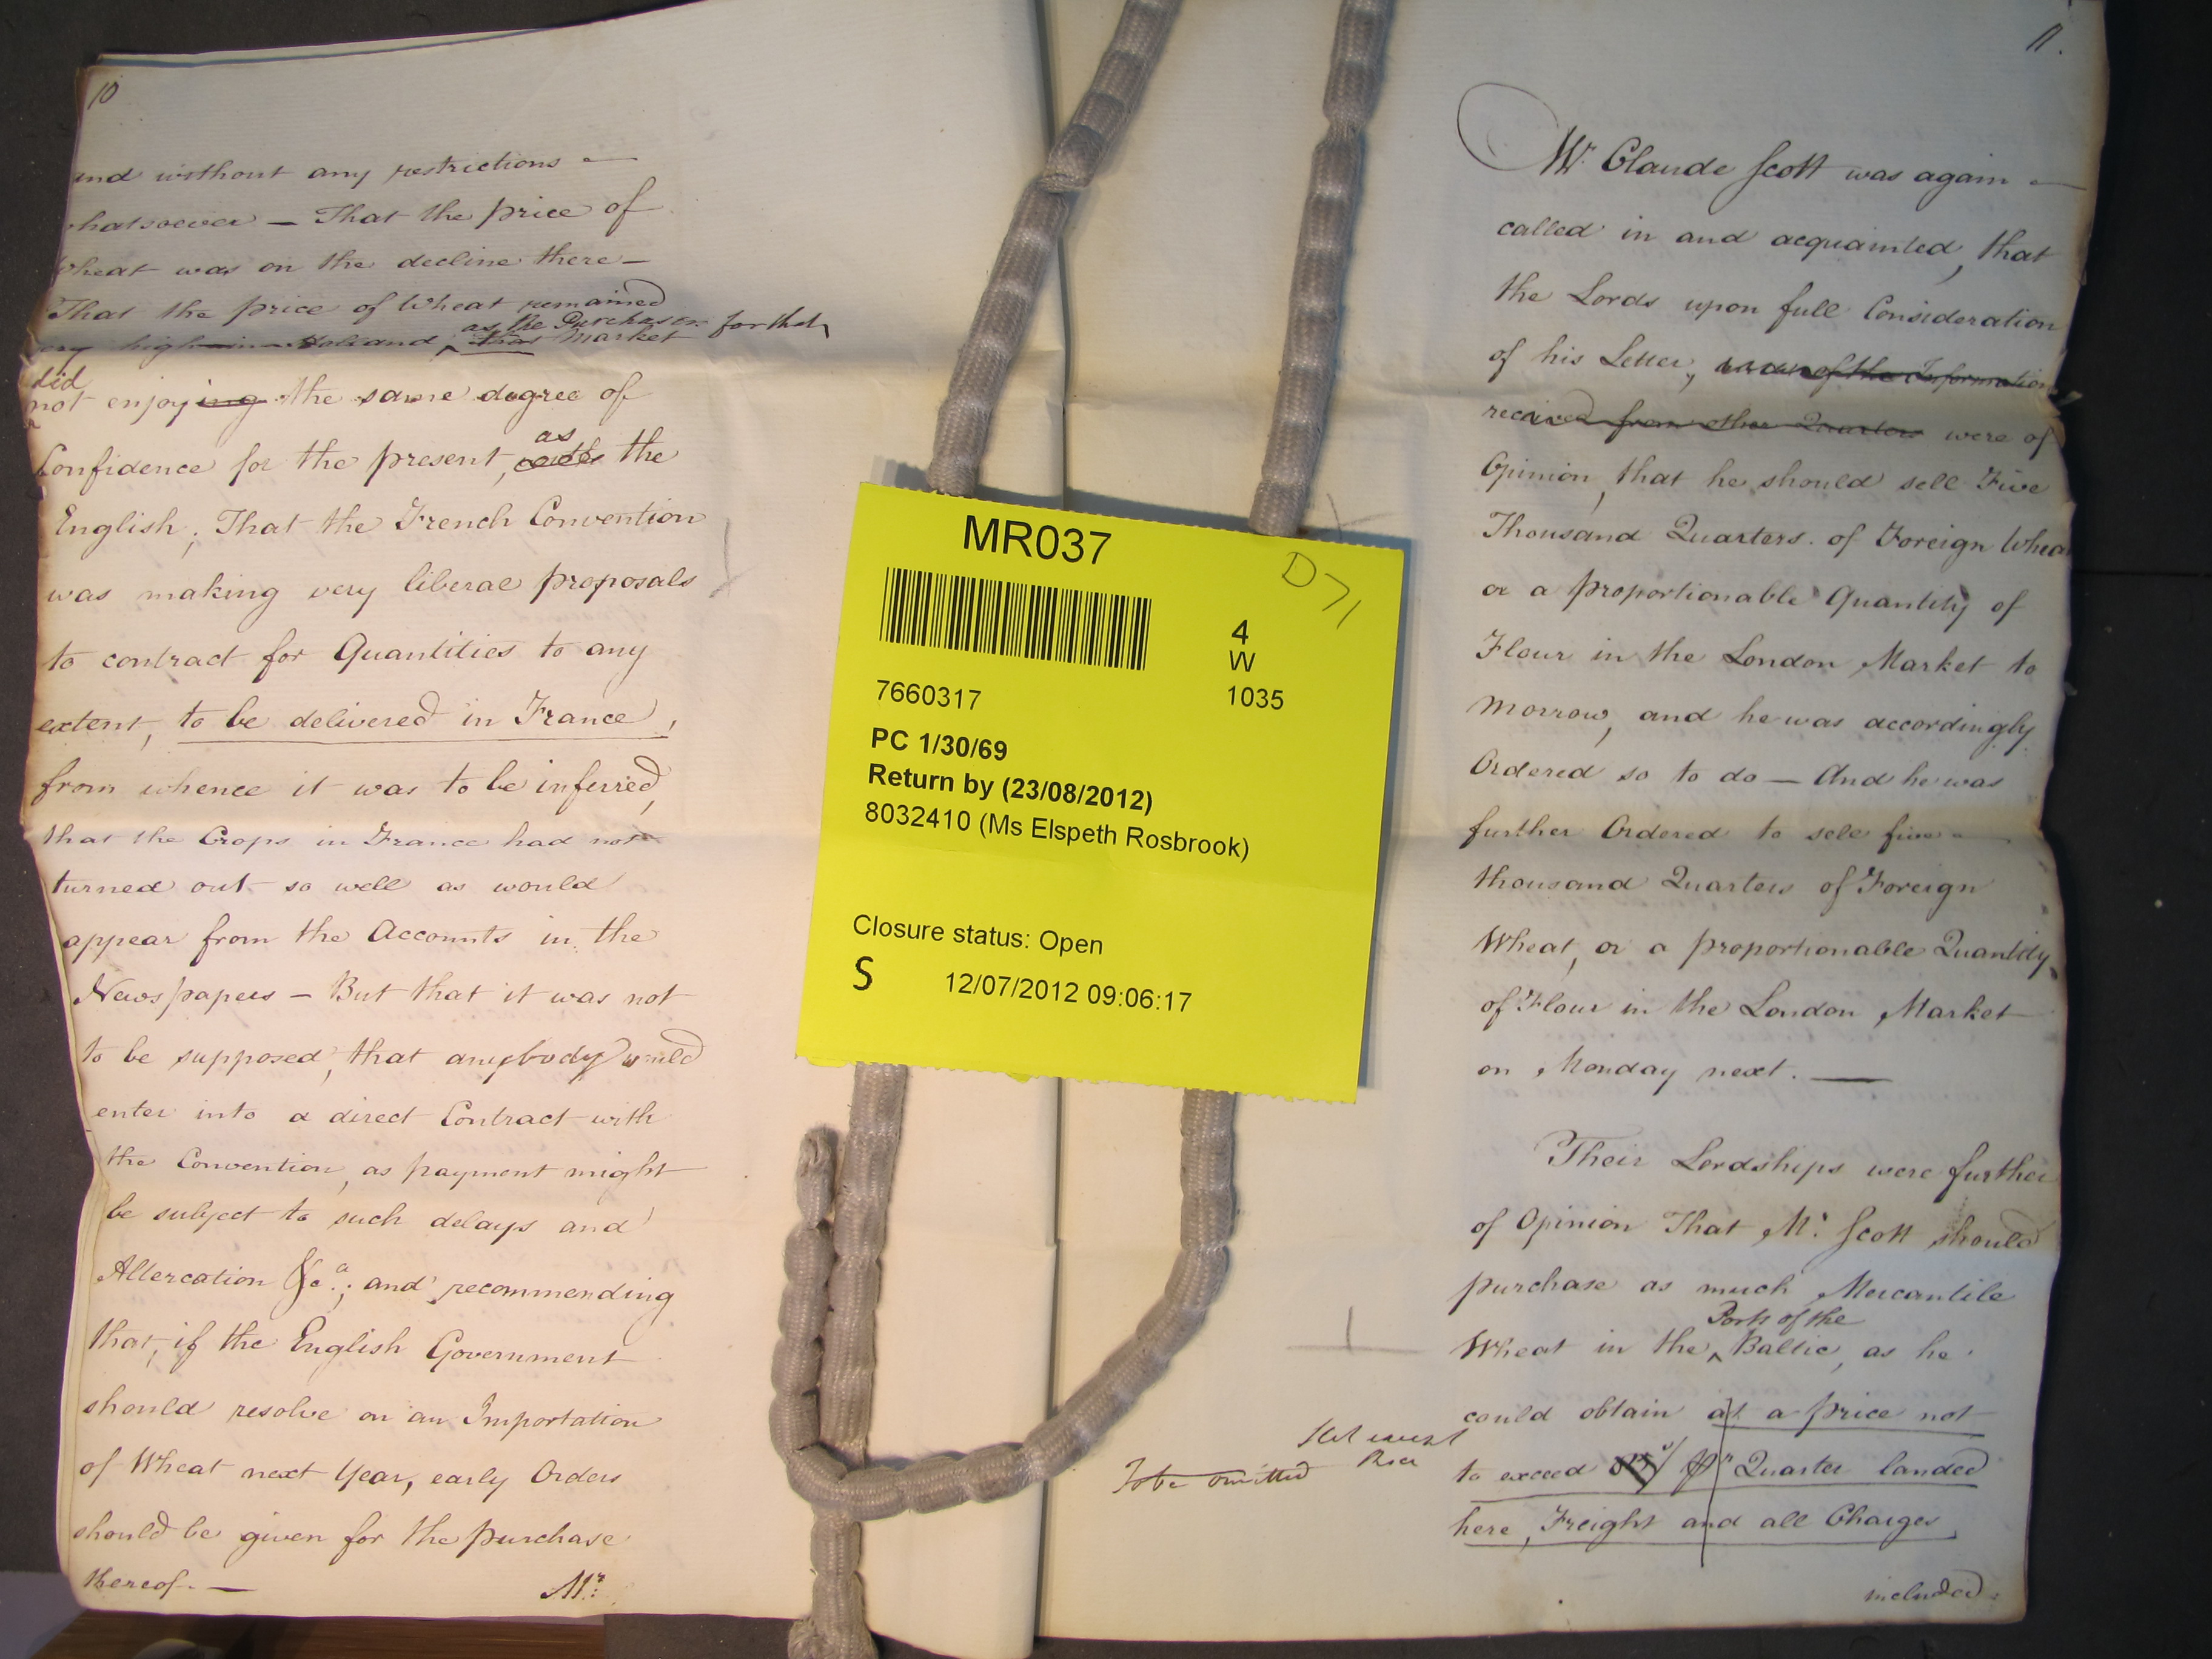 10
and without any restrictions —
whatsoever — That the price of
Wheat was on the decline there —
That the price of Wheat remained
as the Purchaser for that
very high in Holland, that Market
did
not enjoying the same degree of
as
Confidence for the present, the
English; That the French Convention
was making very liberal proposals
to contract for Quantities to any
extent, to be delivered in France,
from whence it was to be inferred,
that the Crops in France had not
turned out so well as would
appear from the Accounts in the
Newspapers — But that it was not
to be supposed, that anybody would
enter into a direct Contract with
the Convention, as payment might
be subject to such delays and
Altercation &c.a; and recommending
that, if the English Government
should resolve on an Importation
of Wheat next Year, early Orders
should be given for the purchase
thereof. —
Mr:
MR037
D71
4
W
7660317
1035
PC 1/30/69
Return by (23/08/2012)
8032410 (Ms Elspeth Rosbrook)
Closure status: Open
S 12/07/2012 09:06:17
11.
Mr Claude Scott was again —
called in and acquainted, that
the Lords upon full Consideration
of his Letter, of the Information
received from other Quarters were of
Opinion, that he should sell Five
Thousand Quarters of Foreign Wheat
or a proportionable Quantity of
Flour in the London Market to
morrow, and he was accordingly
Ordered so to do — And he was
further Ordered to sell five —
thousand Quarters of Foreign
Wheat, or a proportionable Quantity
of Flour in the London Market
on Monday next. —
Their Lordships were further
of Opinion That Mr. Scott should
purchase as much Mercantile
Ports of the
Wheat in the Baltic, as he
could obtain at a price not
to exceed pr Quarter landed
here, Freight and all Charges
included.
To be omitted